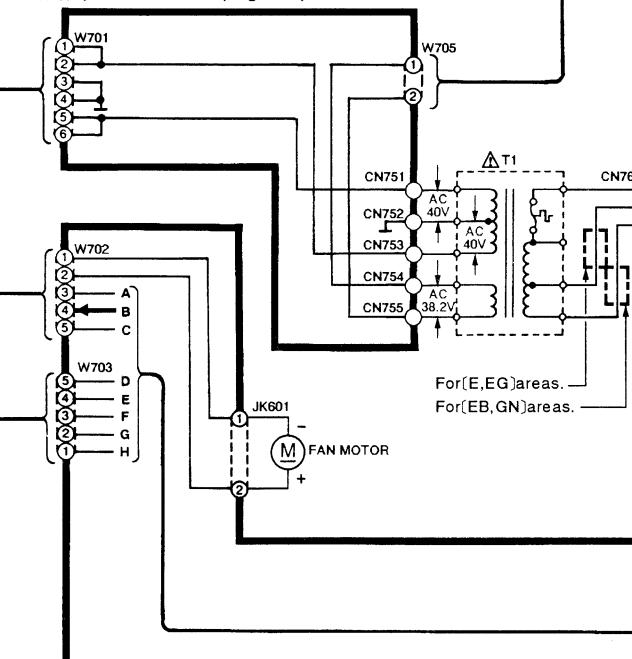 W701
1
2
3
4
5
6
W705
1
2
T1
CN751
CN752
CN753
CN754
CN755
AC
40V
AC
40V
AC
38.2V
CN76
W702
1
2
3 A
4 B
5 C
W703
5 D
4 E
3 F
2 G
1 H
JK601
1
2
−
M FAN MOTOR
+
For[E,EG]areas.
For[EB,GN]areas.